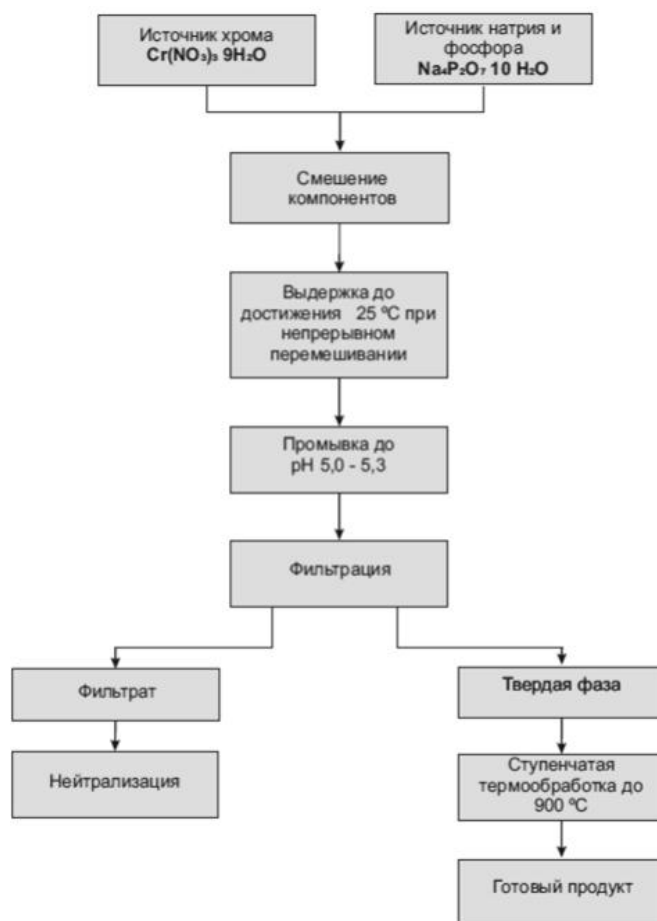 Источник хрома
Cr(NO₃)₃ 9H₂O
Источник натрия и
фосфора
Na₄P₂O₇ 10 H₂O
Смешение
компонентов
Выдержка до
достижения 25 ºC при
непрерывном
перемешивании
Промывка до
pH 5,0 - 5,3
Фильтрация
Фильтрат
Твердая фаза
Нейтрализация
Ступенчатая
термообработка до
900 ºC
Готовый продукт